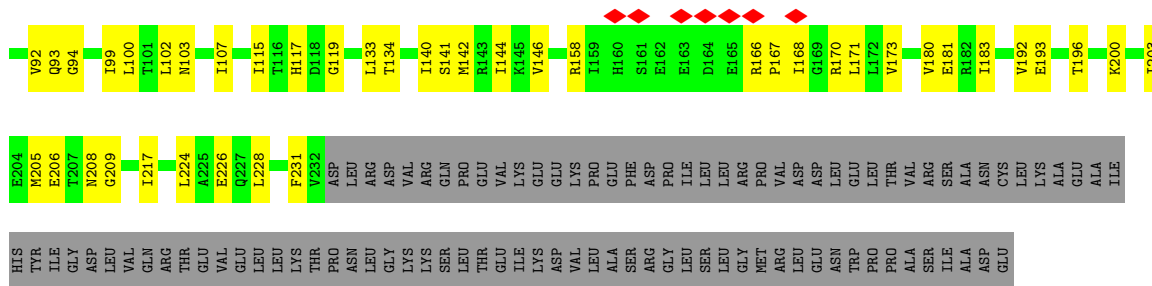 V92 Q93 G94 I99 L100 T101 L102 N103 I107 I115 T116 H117 D118 G119 L133 T134 I140 S141 M142 R143 I144 K145 V146 R158 I159 H160 S161 E162 E163 D164 E165 R166 P167 I168 G169 R170 L171 L172 V173 V180 E181 R182 I183 V192 E193 T196 K200
E204 M205 E206 T207 N208 G209 I217 L224 A225 E226 Q227 L228 F231 V232 ASP LEU ARG ASP VAL ARG GLN PRO GLU VAL LYS GLU GLU LYS PRO GLU PHE ASP PRO ILE LEU LEU ARG PRO VAL ASP ASP LEU GLU LEU THR VAL ARG SER ALA ASN CYS LEU LYS ALA GLU ALA ILE
HIS TYR ILE GLY ASP LEU VAL GLN ARG THR GLU VAL GLU LEU LEU LYS THR PRO ASN LEU GLY LYS LYS SER LEU THR GLU ILE LYS ASP VAL LEU ALA SER ARG GLY LEU SER LEU GLY MET ARG LEU GLU ASN TRP PRO PRO ALA SER ILE ALA ASP GLU